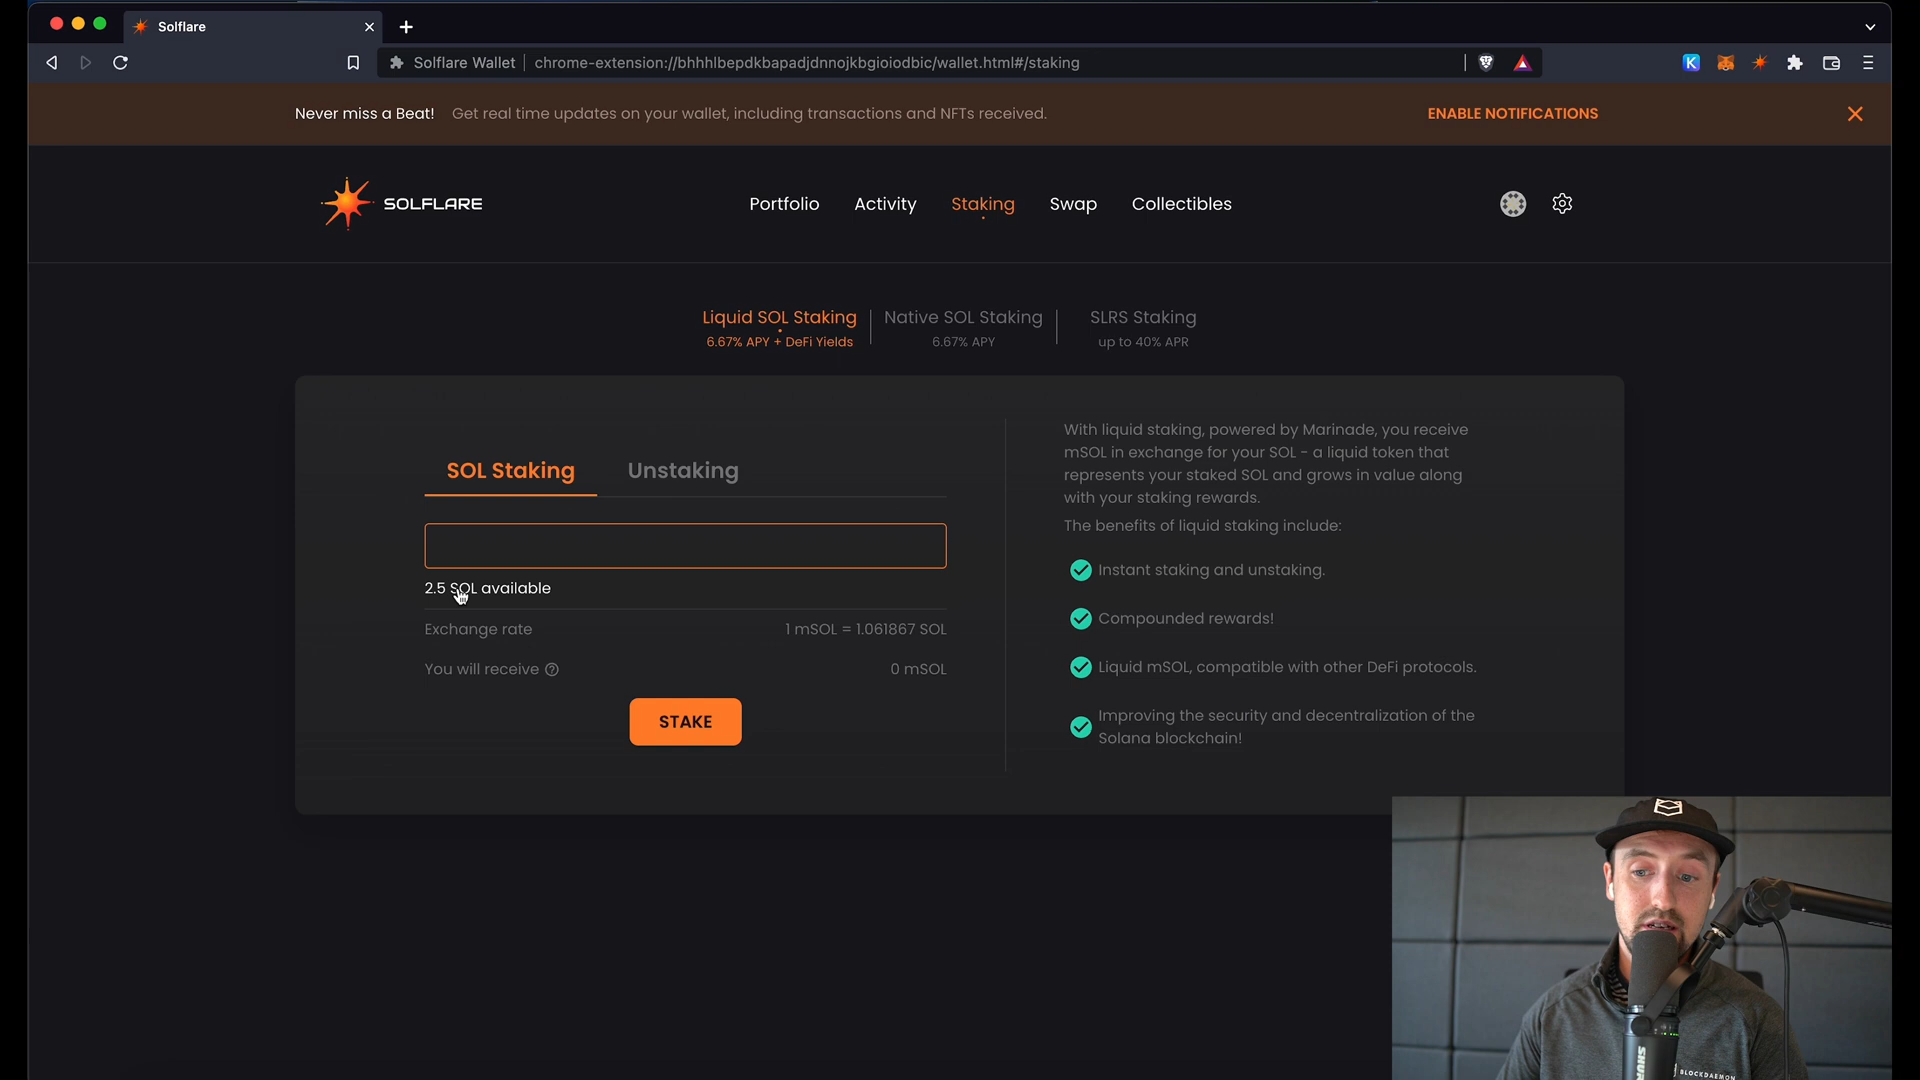 Solflare
Solflare Wallet chrome-extension://bhhhlbepdkbapadjdnnojkbgioiodbic/wallet.html#/staking
K
Never miss a Beat! Get real time updates on your wallet, including transactions and NFTs received. ENABLE NOTIFICATIONS
SOLFLARE
Portfolio Activity Staking Swap Collectibles
Liquid SOL Staking Native SOL Staking SLRS Staking
6.67% APY + DeFi Yields 6.67% APY up to 40% APR
SOL Staking Unstaking
2.5 SOL available
Exchange rate 1 mSOL = 1.061867 SOL
You will receive 0 mSOL
STAKE
With liquid staking, powered by Marinade, you receive
mSOL in exchange for your SOL - a liquid token that
represents your staked SOL and grows in value along
with your staking rewards.
The benefits of liquid staking include:
Instant staking and unstaking.
Compounded rewards!
Liquid mSOL, compatible with other DeFi protocols.
Improving the security and decentralization of the
Solana blockchain!
SHURE
BLOCKDAEMON